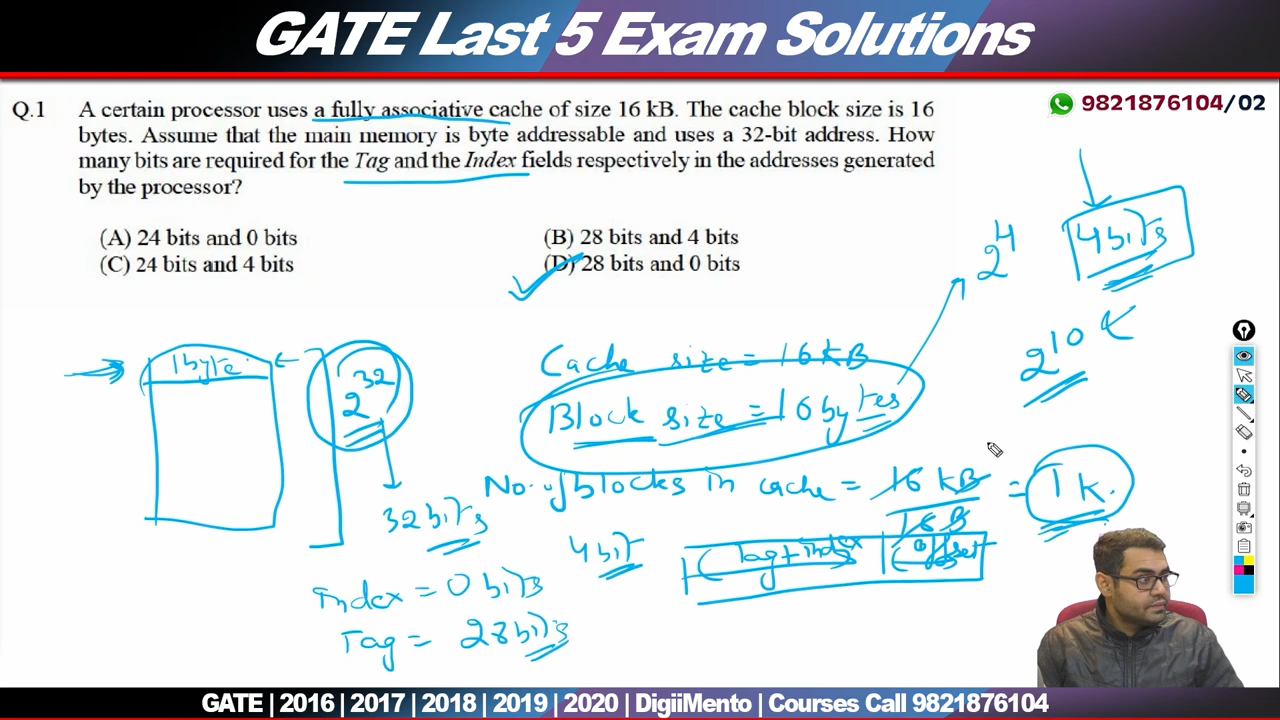 GATE Last 5 Exam Solutions
Q.1 A certain processor uses a fully associative cache of size 16 kB. The cache block size is 16
bytes. Assume that the main memory is byte addressable and uses a 32-bit address. How
many bits are required for the Tag and the Index fields respectively in the addresses generated
by the processor?
9821876104/02
(A) 24 bits and 0 bits
(B) 28 bits and 4 bits
(C) 24 bits and 4 bits
(D) 28 bits and 0 bits
2^4
4 bits
2^10
1 byte
2^32
Cache size = 16 kB
Block size = 16 bytes
No. of blocks in cache = 16 kB / 16 B = 1 k.
32 bits
4 bit
Tag + index
offset
index = 0 bits
Tag = 28 bits
GATE | 2016 | 2017 | 2018 | 2019 | 2020 | DigiiMento | Courses Call 9821876104